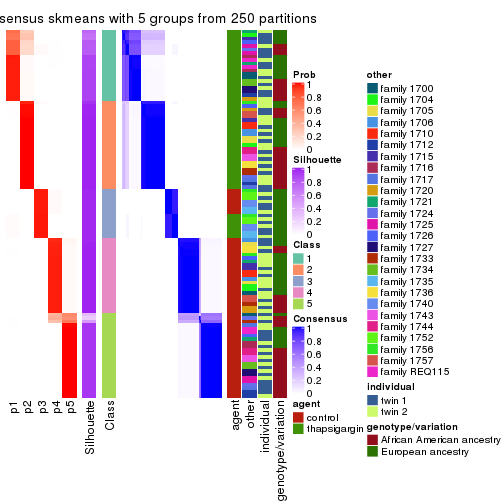 sensus skmeans with 5 groups from 250 partitions
p1
p2
p3
p4
p5
Silhouette
Class
agent
other
individual
genotype/variation
Prob
1
0.8
0.6
0.4
0.2
0
Silhouette
1
0.8
0.6
0.4
0.2
0
Class
1
2
3
4
5
Consensus
1
0.8
0.6
0.4
0.2
0
agent
control
thapsigargin
other
family 1700
family 1704
family 1705
family 1706
family 1710
family 1712
family 1715
family 1716
family 1717
family 1720
family 1721
family 1724
family 1725
family 1726
family 1727
family 1733
family 1734
family 1735
family 1736
family 1740
family 1743
family 1744
family 1752
family 1756
family 1757
family REQ115
individual
twin 1
twin 2
genotype/variation
African American ancestry
European ancestry